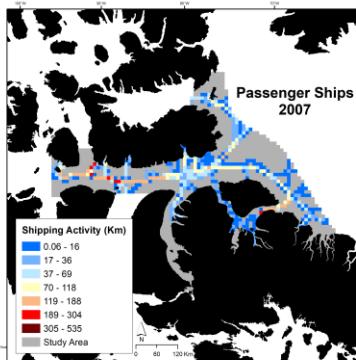 Passenger Ships
2007
Shipping Activity (Km)
0.06 - 16
17 - 36
37 - 69
70 - 118
119 - 188
189 - 304
305 - 535
Study Area
N
0 60 120 Km